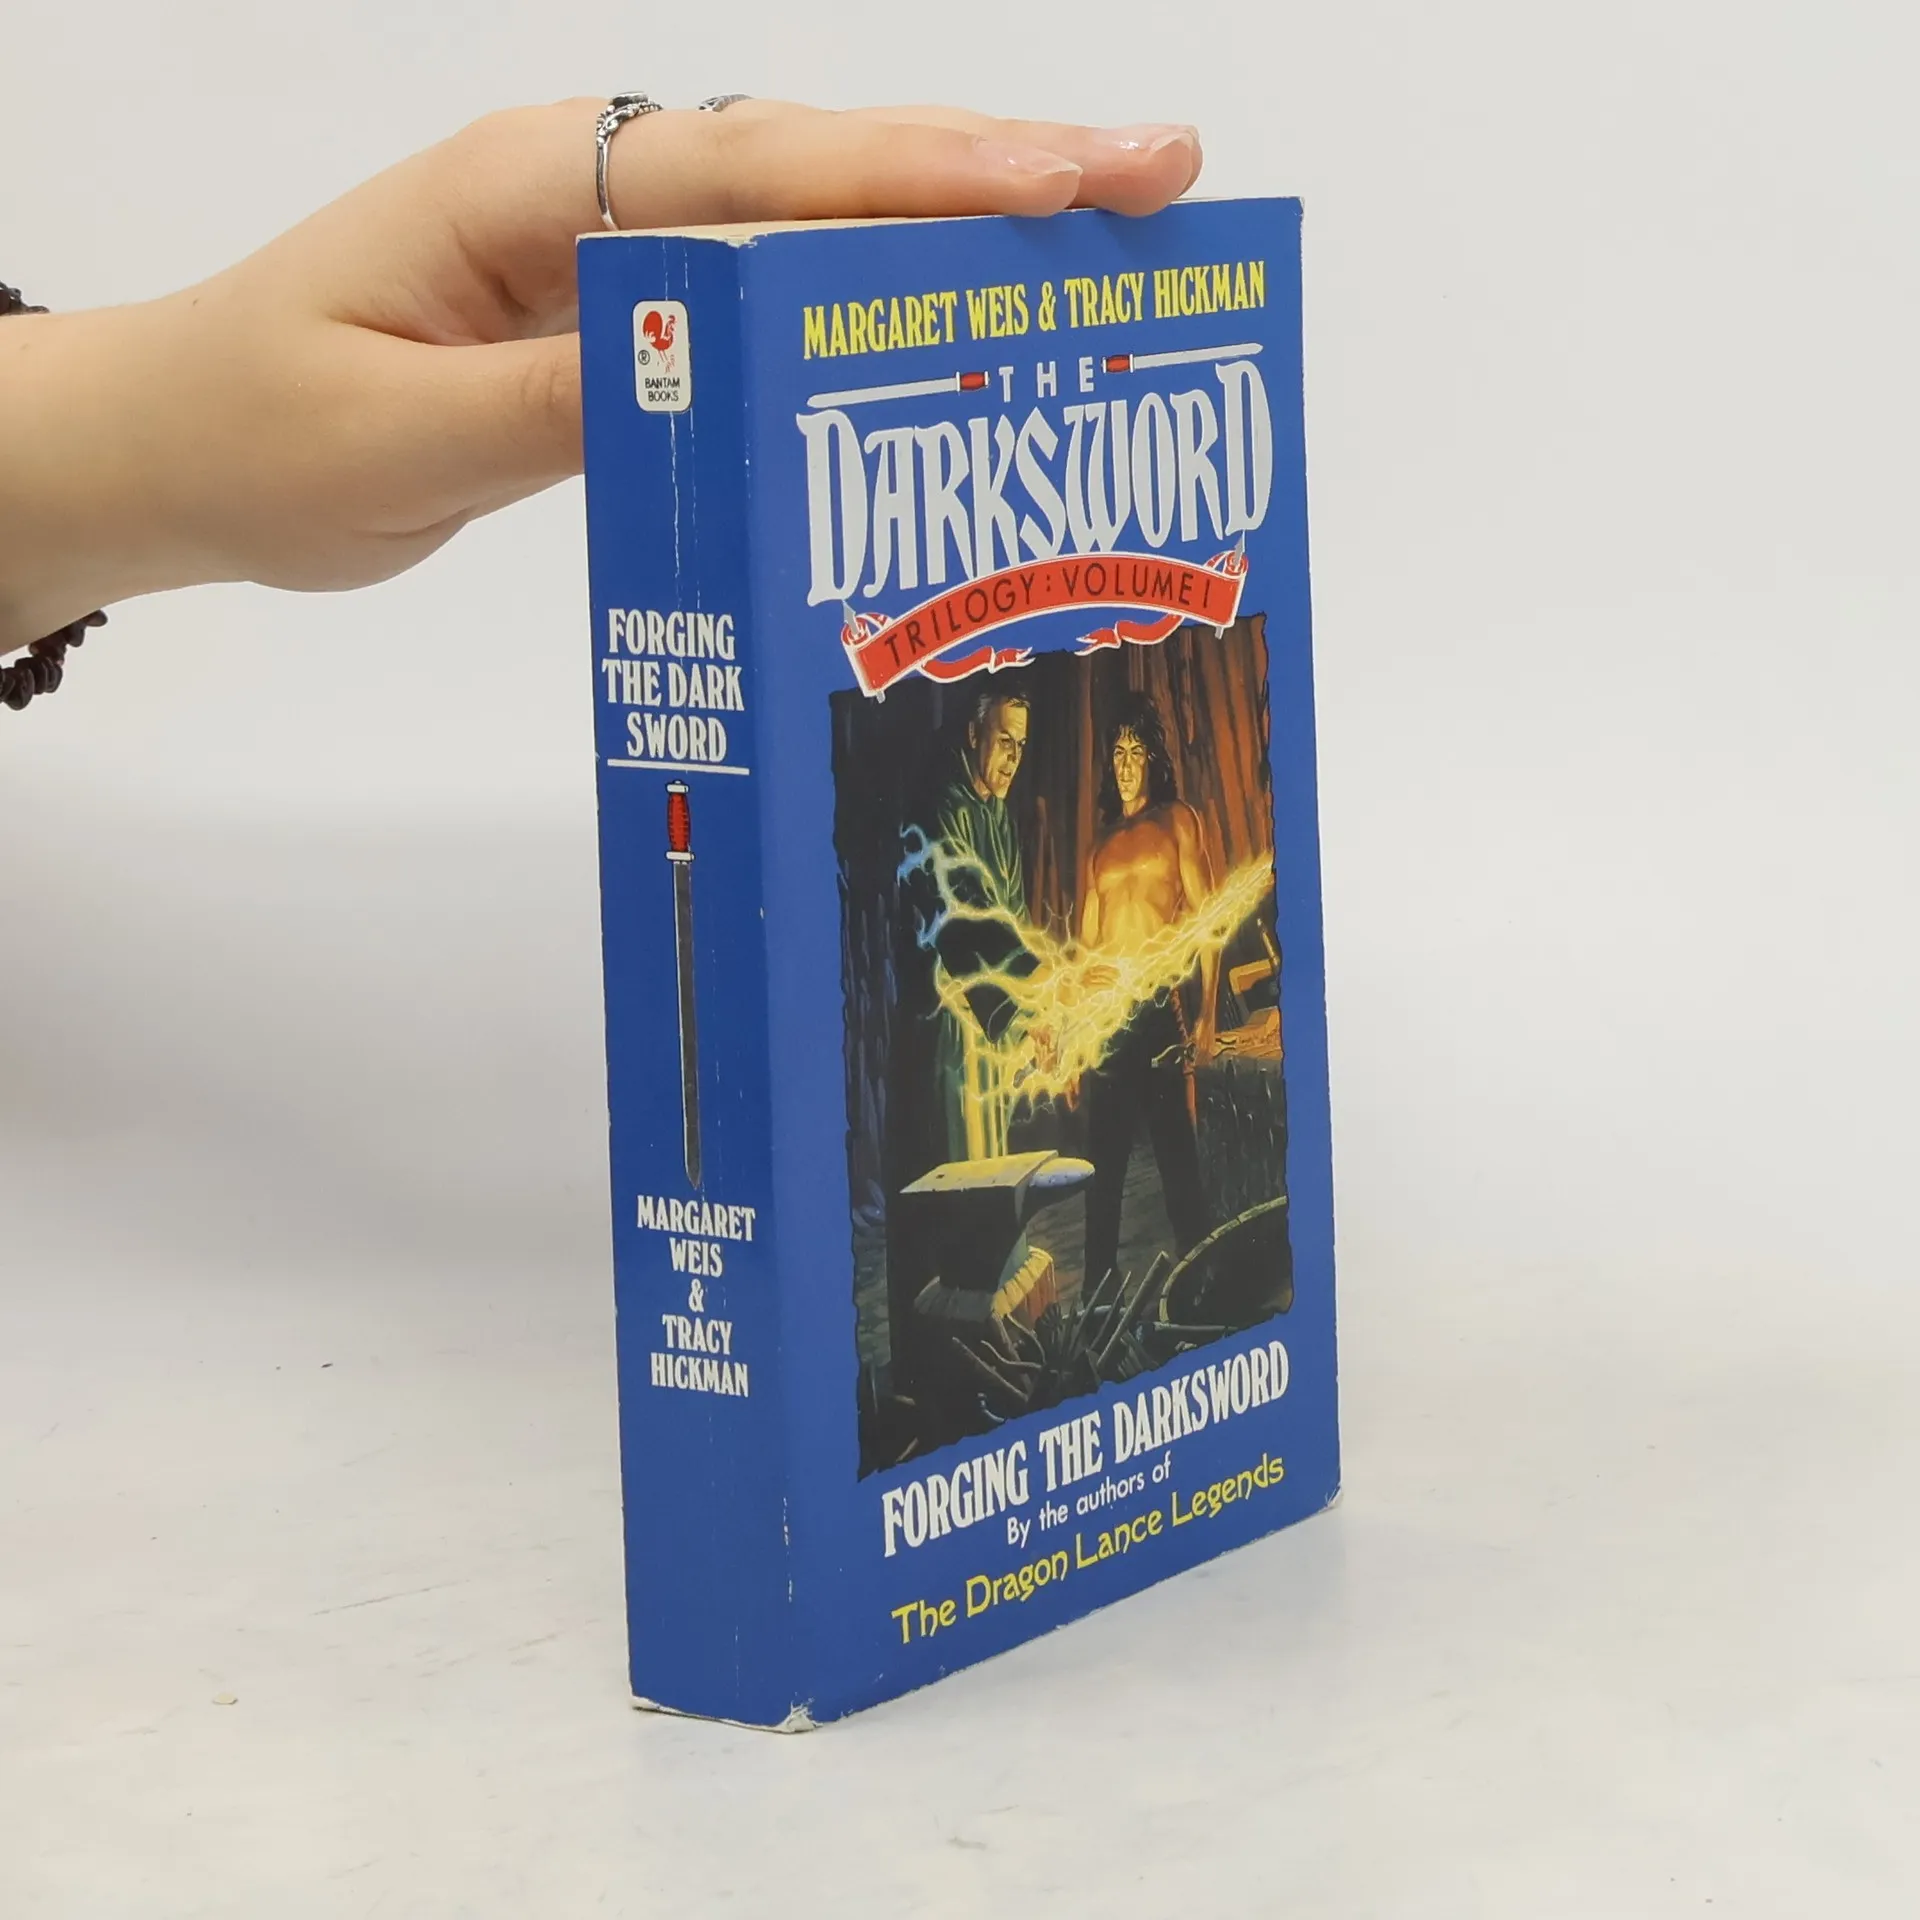 ®
BANTAM
BOOKS
FORGING
THE DARK
SWORD
MARGARET
WEIS
&
TRACY
HICKMAN
MARGARET WEIS & TRACY HICKMAN
THE
DARKSWORD
TRILOGY: VOLUME I
FORGING THE DARKSWORD
By the authors of
The Dragon Lance Legends